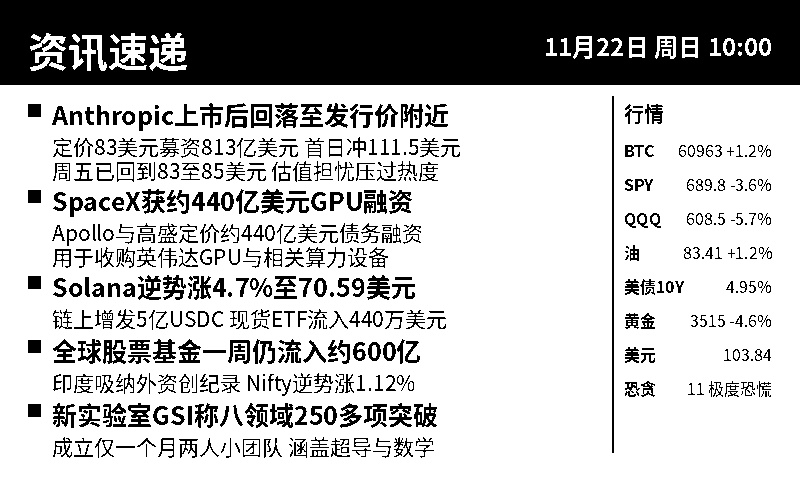 资讯速递
11月22日 周日 10:00
Anthropic上市后回落至发行价附近
定价83美元募资813亿美元 首日冲111.5美元
周五已回到83至85美元 估值担忧压过热度
SpaceX获约440亿美元GPU融资
Apollo与高盛定价约440亿美元债务融资
用于收购英伟达GPU与相关算力设备
Solana逆势涨4.7%至70.59美元
链上增发5亿USDC 现货ETF流入440万美元
全球股票基金一周仍流入约600亿
印度吸纳外资创纪录 Nifty逆势涨1.12%
新实验室GSI称八领域250多项突破
成立仅一个月两人小团队 涵盖超导与数学
行情
BTC 60963 +1.2%
SPY 689.8 -3.6%
QQQ 608.5 -5.7%
油 83.41 +1.2%
美债10Y 4.95%
黄金 3515 -4.6%
美元 103.84
恐贪 11 极度恐慌